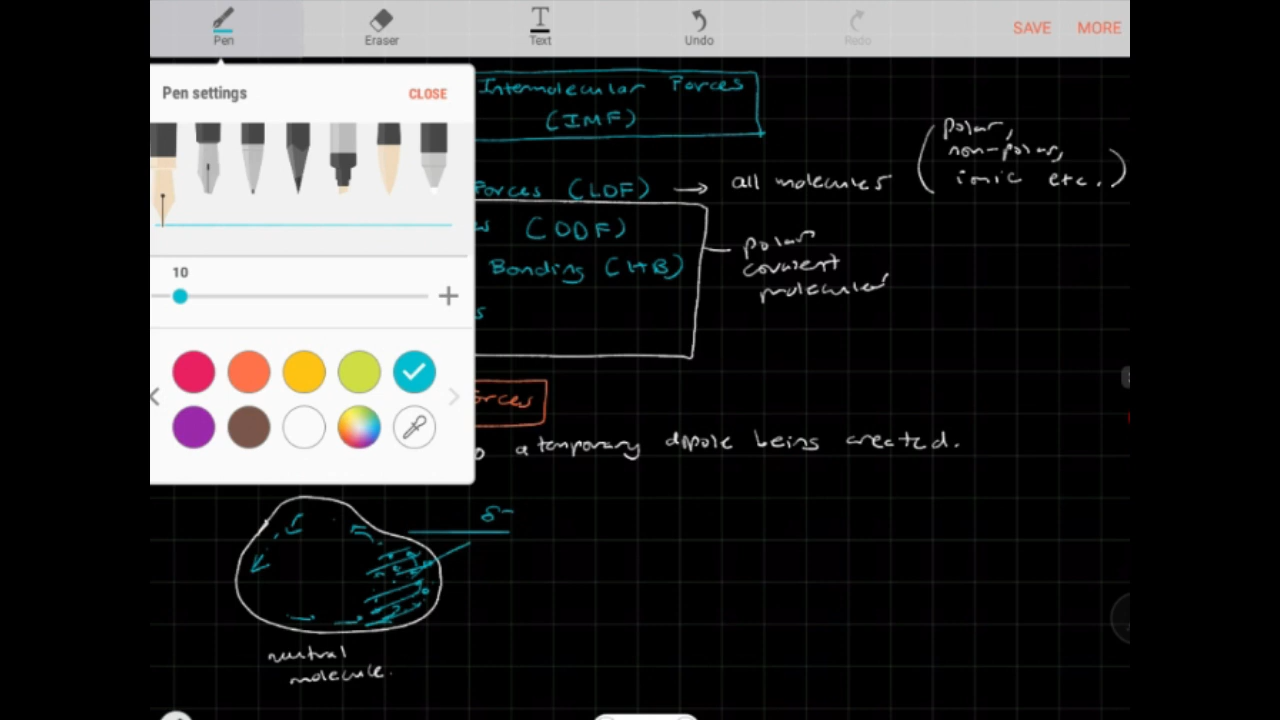 Pen
Eraser
Text
Undo
Redo
SAVE
MORE
Pen settings
CLOSE
10
Intermolecular Forces
(IMF)
Forces (LDF) → all molecules
(polar,
non-polar,
ionic etc.)
(DDF)
Bonding (HB)
s
polar
covalent
molecules
orces
o a temporary dipole being created.
δ-
neutral
molecule.